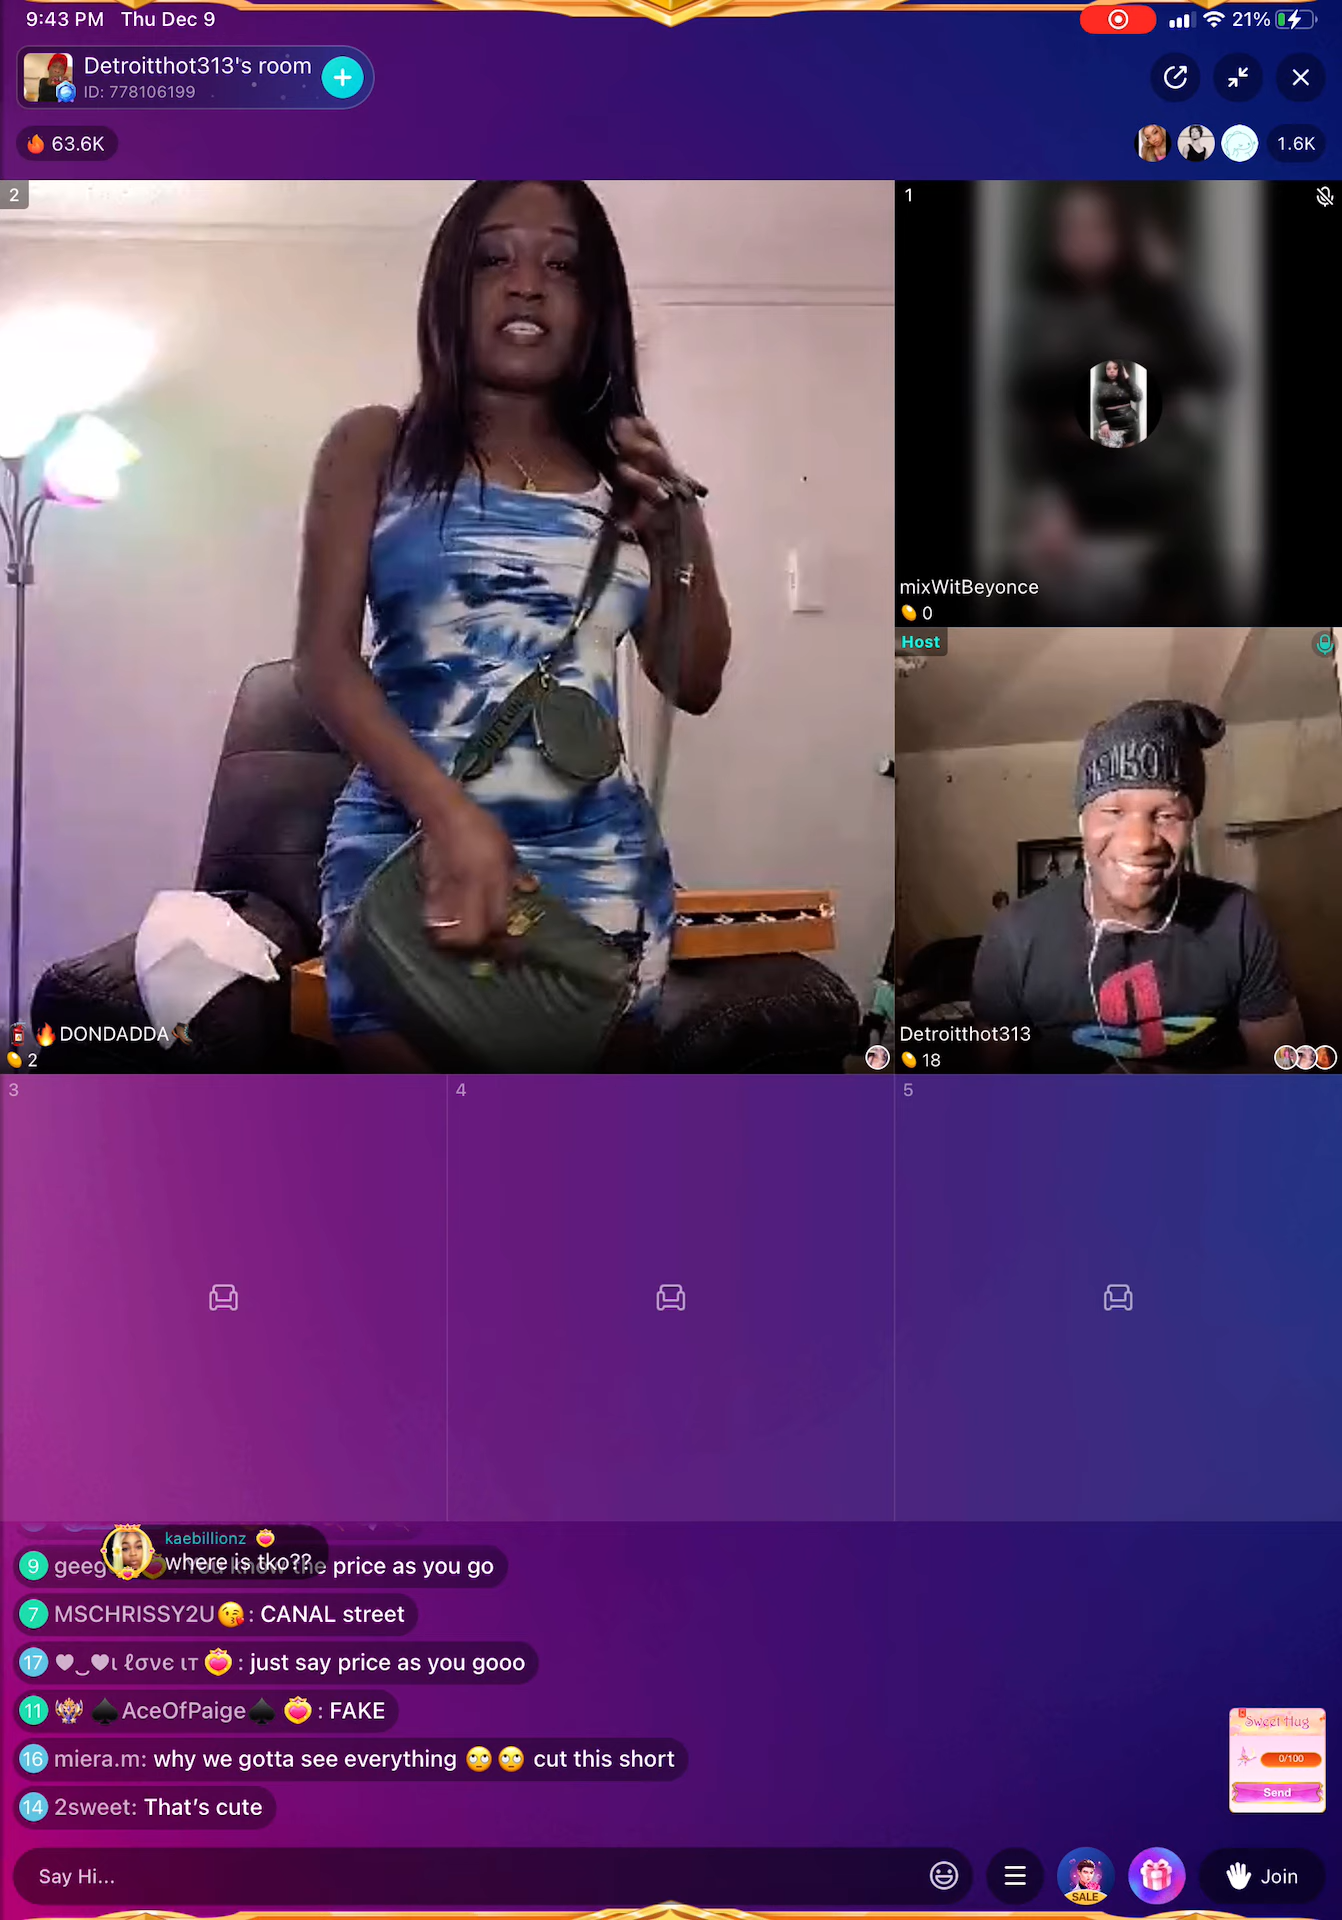 9:43 PM Thu Dec 9
21%
Detroitthot313's room
ID: 778106199
🔥 63.6K
1.6K
2
1
mixWitBeyonce
0
Host
🧯 🔥DONDADDA
2
Detroitthot313
18
3
4
5
kaebillionz
where is tko??
9 geeg : You know the price as you go
7 MSCHRISSY2U😘: CANAL street
17 ♥‿♥ι ℓσνє ιт : just say price as you gooo
11 ♠AceOfPaige♠ : FAKE
16 miera.m: why we gotta see everything 🙄 🙄 cut this short
14 2sweet: That’s cute
Sweet Hug
0/100
Send
Say Hi...
SALE
Join